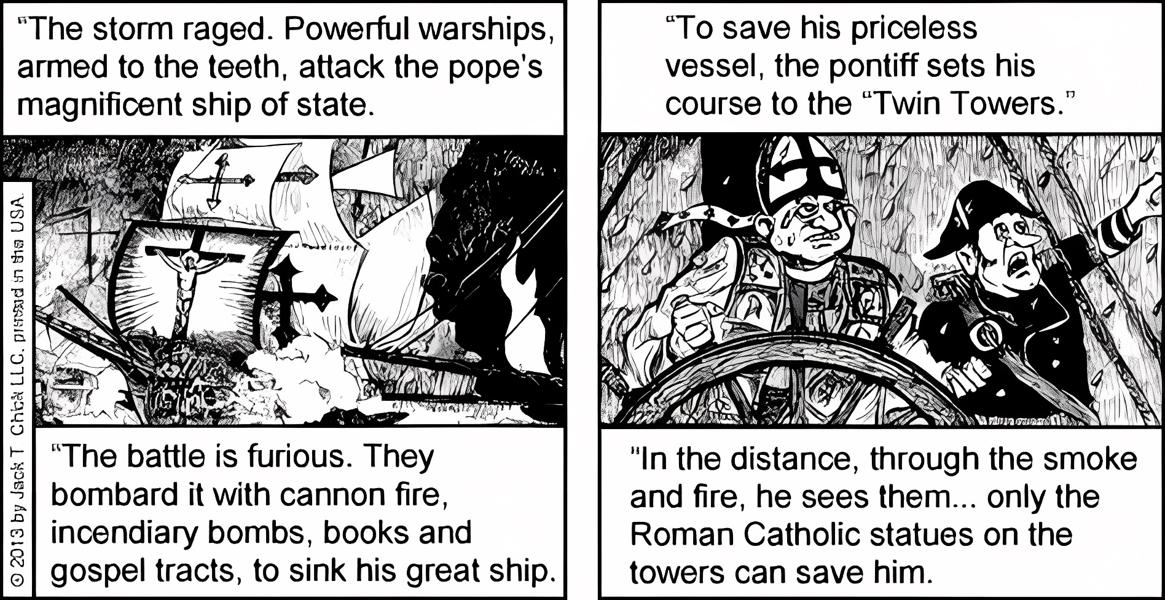 “The storm raged. Powerful warships,
armed to the teeth, attack the pope's
magnificent ship of state.
© 2013 by Jack T Chick LLC. printed in the USA.
“The battle is furious. They
bombard it with cannon fire,
incendiary bombs, books and
gospel tracts, to sink his great ship.
“To save his priceless
vessel, the pontiff sets his
course to the “Twin Towers.”
“In the distance, through the smoke
and fire, he sees them... only the
Roman Catholic statues on the
towers can save him.